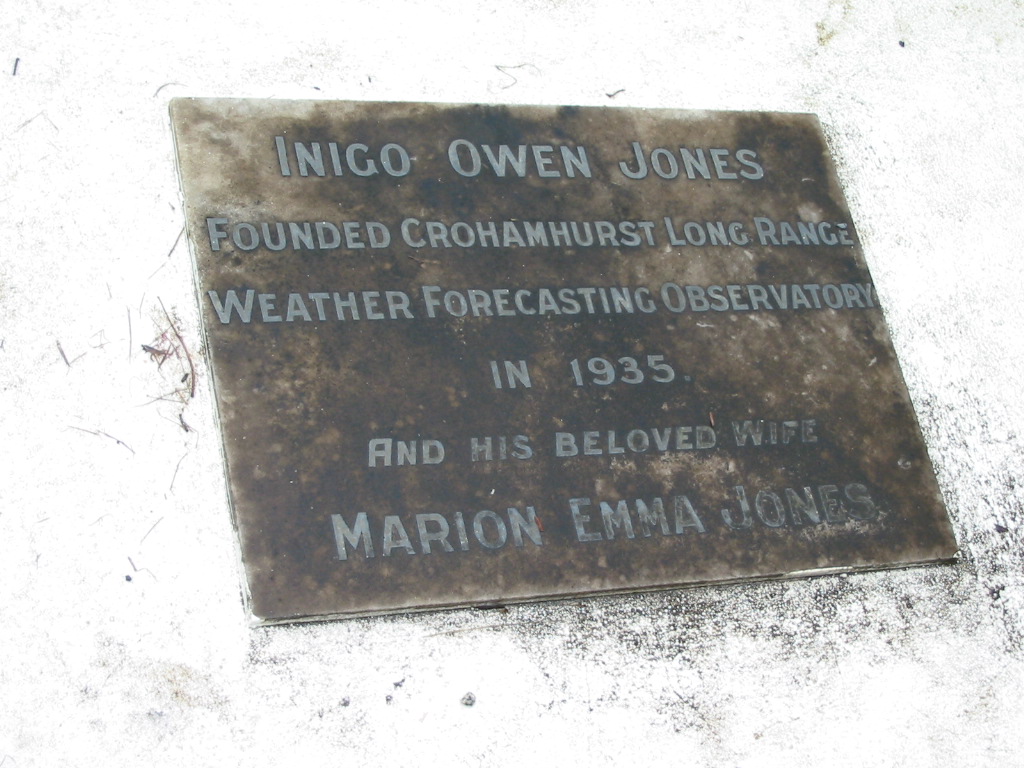 INIGO OWEN JONES
FOUNDED CROHAMHURST LONG RANGE
WEATHER FORECASTING OBSERVATORY
IN 1935.
AND HIS BELOVED WIFE
MARION EMMA JONES